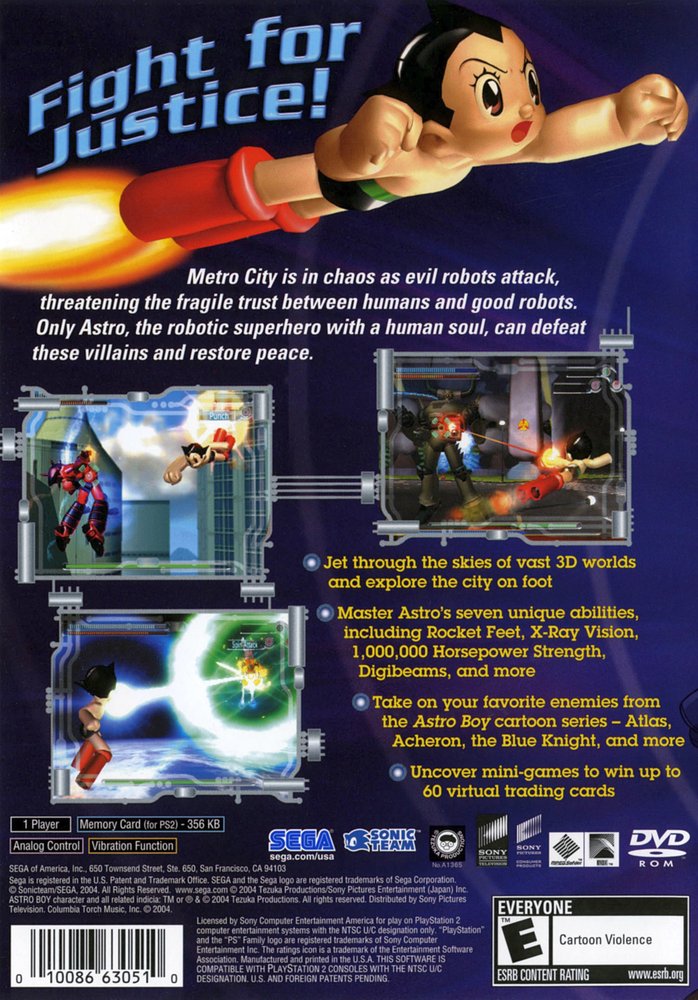 Fight for
Justice!
Metro City is in chaos as evil robots attack,
threatening the fragile trust between humans and good robots.
Only Astro, the robotic superhero with a human soul, can defeat
these villains and restore peace.
Punch
Spirit Attack
Jet through the skies of vast 3D worlds
and explore the city on foot
Master Astro's seven unique abilities,
including Rocket Feet, X-Ray Vision,
1,000,000 Horsepower Strength,
Digibeams, and more
Take on your favorite enemies from
the Astro Boy cartoon series – Atlas,
Acheron, the Blue Knight, and more
Uncover mini-games to win up to
60 virtual trading cards
1 Player
Memory Card (for PS2) - 356 KB
Analog Control
Vibration Function
SEGA
sega.com/usa
SONIC TEAM
TEZUKA PRODUCTIONS
No.A1365
SONY
PICTURES
TELEVISION
SONY
PICTURES
CONSUMER
PRODUCTS
DVD
ROM
SEGA of America, Inc., 650 Townsend Street, Ste. 650, San Francisco, CA 94103
Sega is registered in the U.S. Patent and Trademark Office. SEGA and the Sega logo are registered trademarks of Sega Corporation.
© Sonicteam/SEGA, 2004. All Rights Reserved. www.sega.com © 2004 Tezuka Productions/Sony Pictures Entertainment (Japan) Inc.
ASTRO BOY character and all related indicia: TM or ® & © 2004 Tezuka Productions. All rights reserved. Distributed by Sony Pictures
Television. Columbia Torch Music, Inc. © 2004.
Licensed by Sony Computer Entertainment America for play on PlayStation 2
computer entertainment systems with the NTSC U/C designation only. "PlayStation"
and the "PS" Family logo are registered trademarks of Sony Computer
Entertainment Inc. The ratings icon is a trademark of the Entertainment Software
Association. Manufactured and printed in the U.S.A. THIS SOFTWARE IS
COMPATIBLE WITH PLAYSTATION 2 CONSOLES WITH THE NTSC U/C
DESIGNATION. U.S. AND FOREIGN PATENTS PENDING.
0 10086 63051 0
EVERYONE
E
Cartoon Violence
ESRB CONTENT RATING www.esrb.org